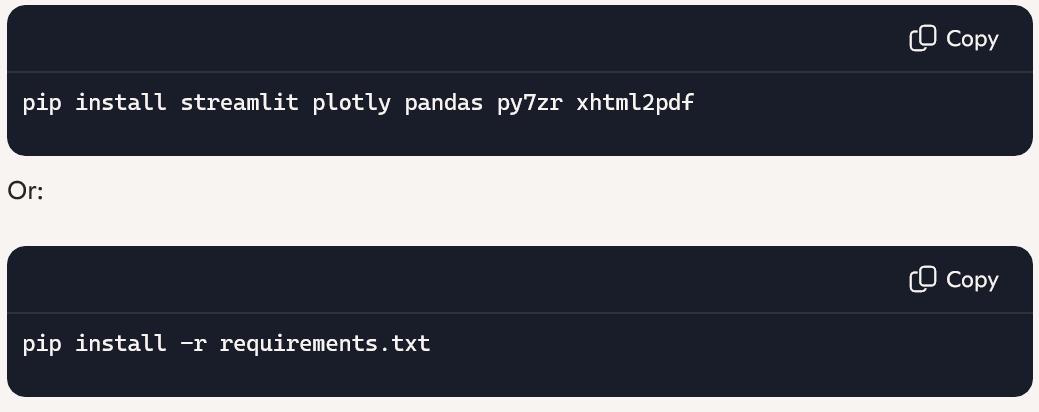 Copy
pip install streamlit plotly pandas py7zr xhtml2pdf
Or:
Copy
pip install -r requirements.txt